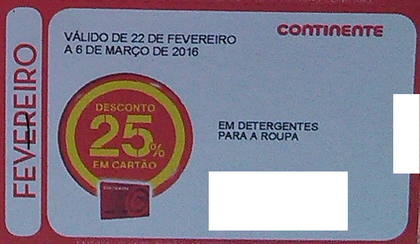 FEVEREIRO
VÁLIDO DE 22 DE FEVEREIRO
A 6 DE MARÇO DE 2016
CONTINENTE
DESCONTO
25%
EM CARTÃO
EM DETERGENTES
PARA A ROUPA